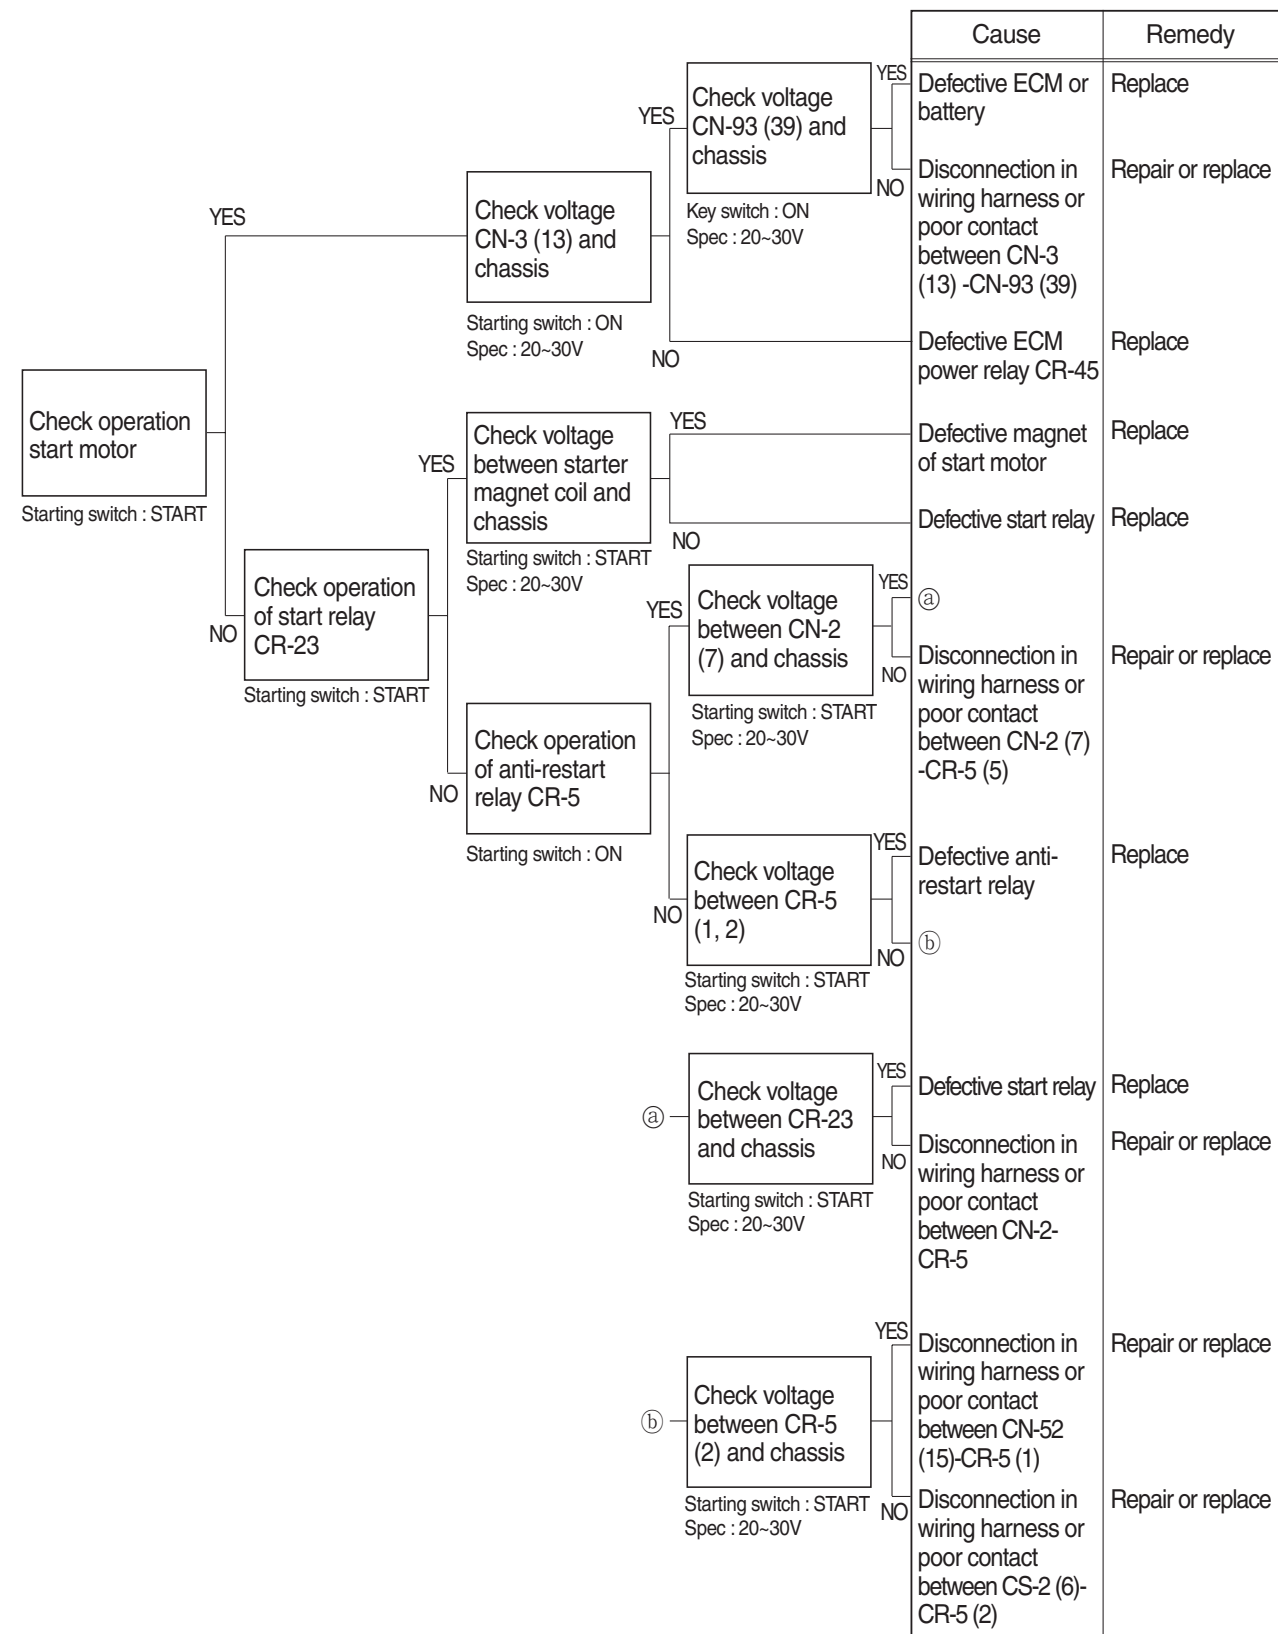 Cause
Remedy
YES
Check voltage
CN-93 (39) and
chassis
YES
Defective ECM or
battery
Replace
NO
Key switch : ON
Spec : 20~30V
Disconnection in
wiring harness or
poor contact
between CN-3
(13) -CN-93 (39)
Repair or replace
YES
Check voltage
CN-3 (13) and
chassis
Starting switch : ON
Spec : 20~30V
NO
Defective ECM
power relay CR-45
Replace
Check operation
start motor
Starting switch : START
YES
Check voltage
between starter
magnet coil and
chassis
Starting switch : START
Spec : 20~30V
YES
Defective magnet
of start motor
Replace
NO
Defective start relay
Replace
NO
Check operation
of start relay
CR-23
Starting switch : START
YES
Check voltage
between CN-2
(7) and chassis
Starting switch : START
Spec : 20~30V
YES
ⓐ
NO
Disconnection in
wiring harness or
poor contact
between CN-2 (7)
-CR-5 (5)
Repair or replace
NO
Check operation
of anti-restart
relay CR-5
Starting switch : ON
NO
Check voltage
between CR-5
(1, 2)
Starting switch : START
Spec : 20~30V
YES
Defective anti-
restart relay
Replace
NO
ⓑ
ⓐ
Check voltage
between CR-23
and chassis
Starting switch : START
Spec : 20~30V
YES
Defective start relay
Replace
NO
Disconnection in
wiring harness or
poor contact
between CN-2-
CR-5
Repair or replace
ⓑ
Check voltage
between CR-5
(2) and chassis
Starting switch : START
Spec : 20~30V
YES
Disconnection in
wiring harness or
poor contact
between CN-52
(15)-CR-5 (1)
Repair or replace
NO
Disconnection in
wiring harness or
poor contact
between CS-2 (6)-
CR-5 (2)
Repair or replace